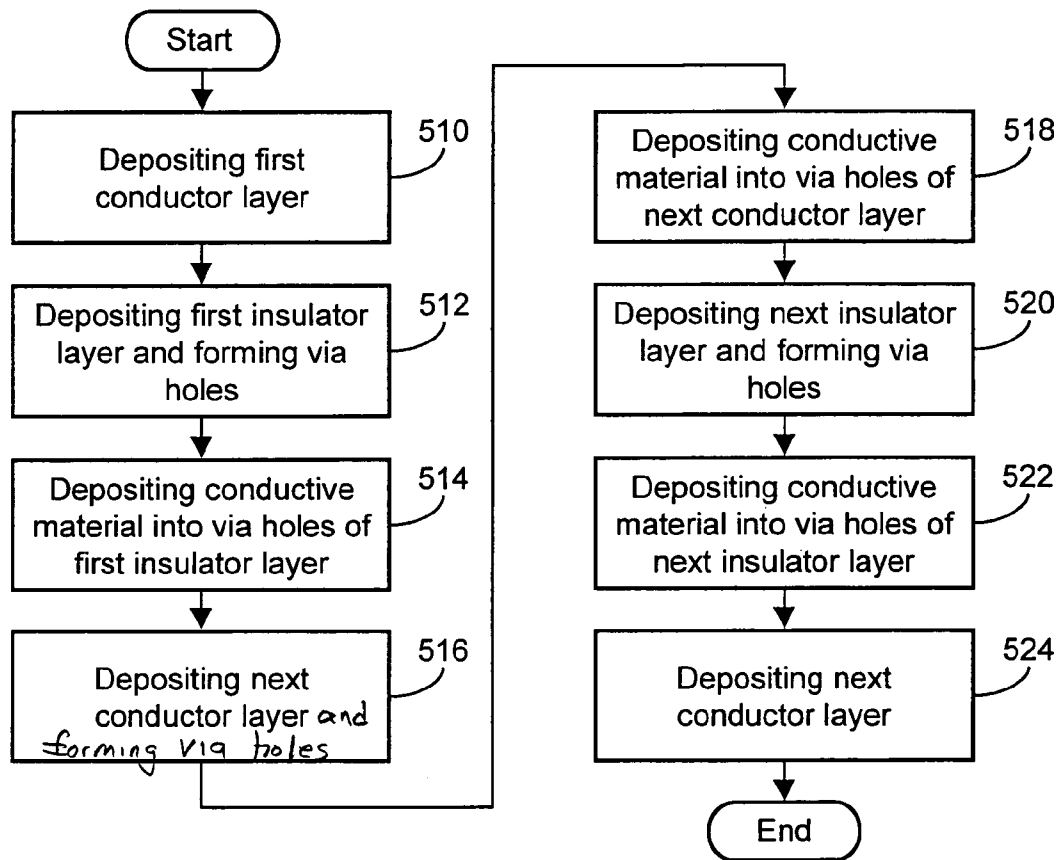 Start
Depositing first
conductor layer
510
Depositing first insulator
layer and forming via
holes
512
Depositing conductive
material into via holes of
first insulator layer
514
Depositing next
conductor layer and
forming via holes
516
Depositing conductive
material into via holes of
next conductor layer
518
Depositing next insulator
layer and forming via
holes
520
Depositing conductive
material into via holes of
next insulator layer
522
Depositing next
conductor layer
524
End